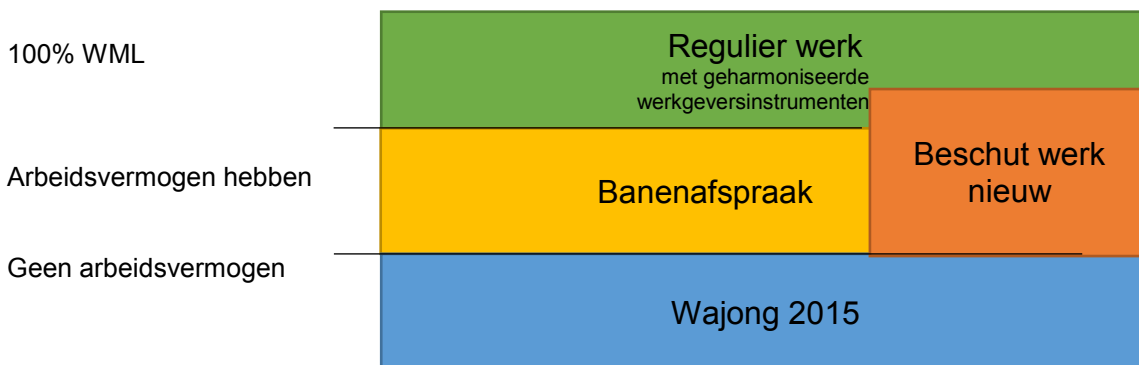 100% WML
Regulier werk
met geharmoniseerde
werkgeversinstrumenten
Arbeidsvermogen hebben
Banenafspraak
Beschut werk
nieuw
Geen arbeidsvermogen
Wajong 2015